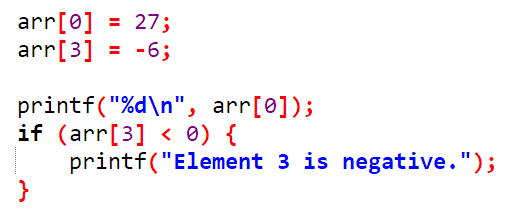 arr[0] = 27;
arr[3] = -6;
printf("%d\n", arr[0]);
if (arr[3] < 0) {
    printf("Element 3 is negative.");
}